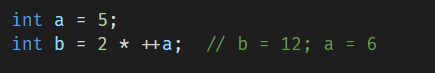 int a = 5;
int b = 2 * ++a;  // b = 12; a = 6